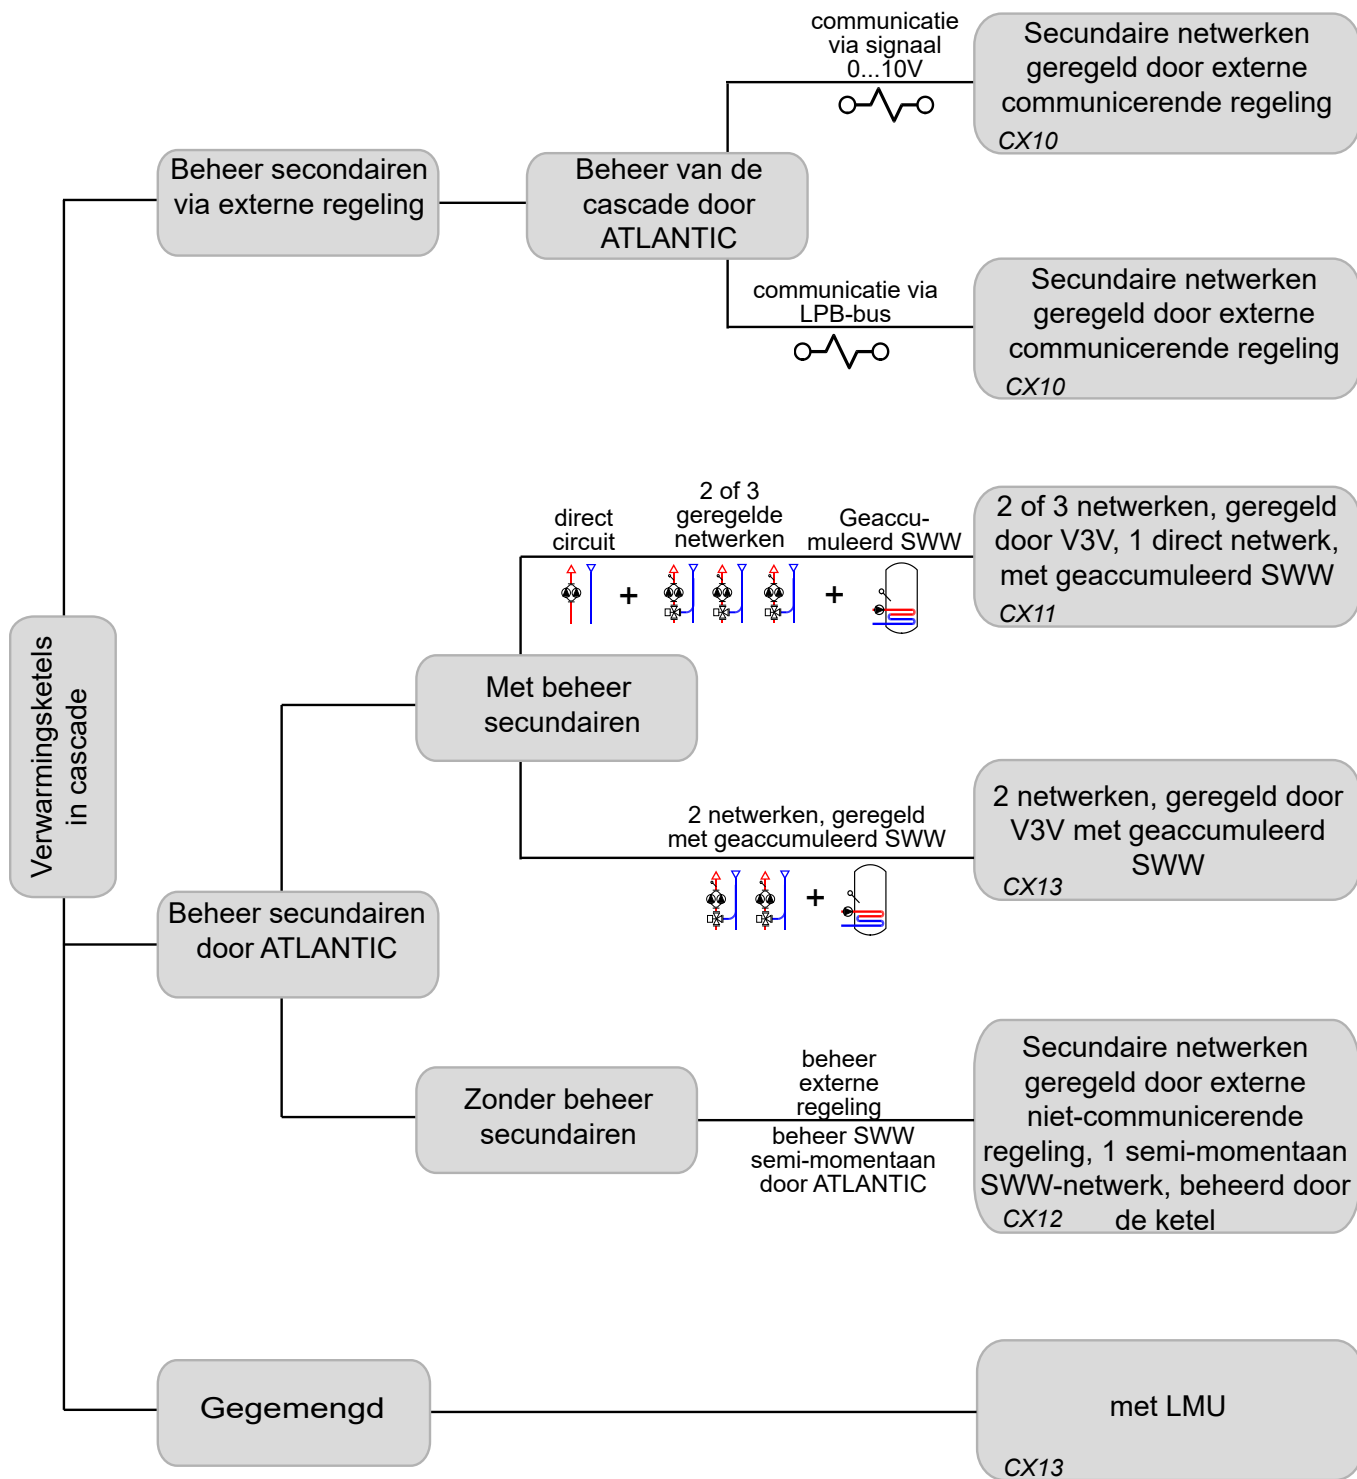 communicatie
via signaal
0...10V
Secundaire netwerken
geregeld door externe
communicerende regeling
CX10
Beheer secondairen
via externe regeling
Beheer van de
cascade door
ATLANTIC
communicatie via
LPB-bus
Secundaire netwerken
geregeld door externe
communicerende regeling
CX10
direct
circuit
+
2 of 3
geregelde
netwerken
+
Geaccu-
muleerd SWW
2 of 3 netwerken, geregeld
door V3V, 1 direct netwerk,
met geaccumuleerd SWW
CX11
Verwarmingsketels
in cascade
Met beheer
secundairen
2 netwerken, geregeld
met geaccumuleerd SWW
+
2 netwerken, geregeld door
V3V met geaccumuleerd
SWW
CX13
Beheer secundairen
door ATLANTIC
Zonder beheer
secundairen
beheer
externe
regeling
beheer SWW
semi-momentaan
door ATLANTIC
Secundaire netwerken
geregeld door externe
niet-communicerende
regeling, 1 semi-momentaan
SWW-netwerk, beheerd door
de ketel
CX12
Gegemengd
met LMU
CX13